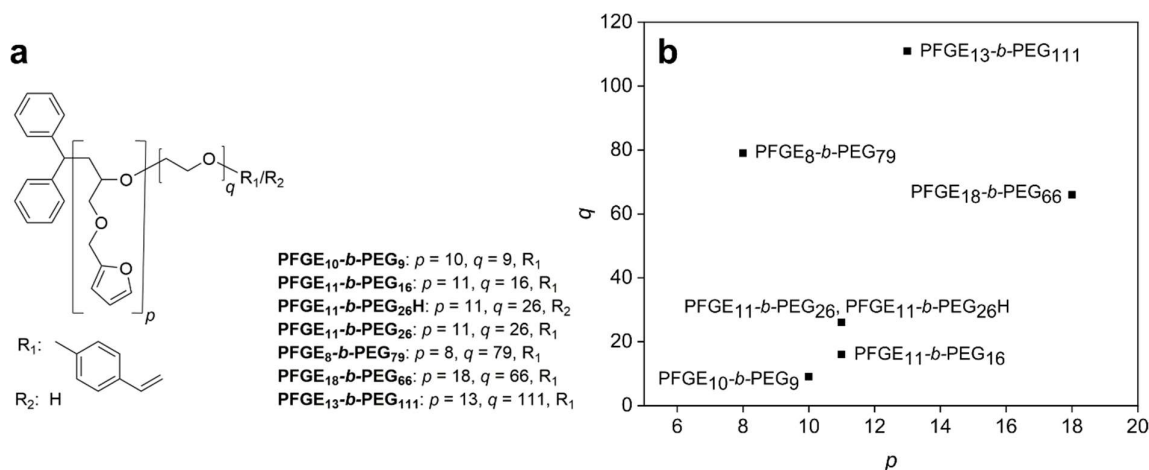 a
O
O
q
R₁/R₂
O
O
p
R₁:
R₂: H
PFGE₁₀-b-PEG₉: p = 10, q = 9, R₁
PFGE₁₁-b-PEG₁₆: p = 11, q = 16, R₁
PFGE₁₁-b-PEG₂₆H: p = 11, q = 26, R₂
PFGE₁₁-b-PEG₂₆: p = 11, q = 26, R₁
PFGE₈-b-PEG₇₉: p = 8, q = 79, R₁
PFGE₁₈-b-PEG₆₆: p = 18, q = 66, R₁
PFGE₁₃-b-PEG₁₁₁: p = 13, q = 111, R₁
b
q
120
100
80
60
40
20
0
PFGE₁₃-b-PEG₁₁₁
PFGE₈-b-PEG₇₉
PFGE₁₈-b-PEG₆₆
PFGE₁₁-b-PEG₂₆, PFGE₁₁-b-PEG₂₆H
PFGE₁₁-b-PEG₁₆
PFGE₁₀-b-PEG₉
6 8 10 12 14 16 18 20
p